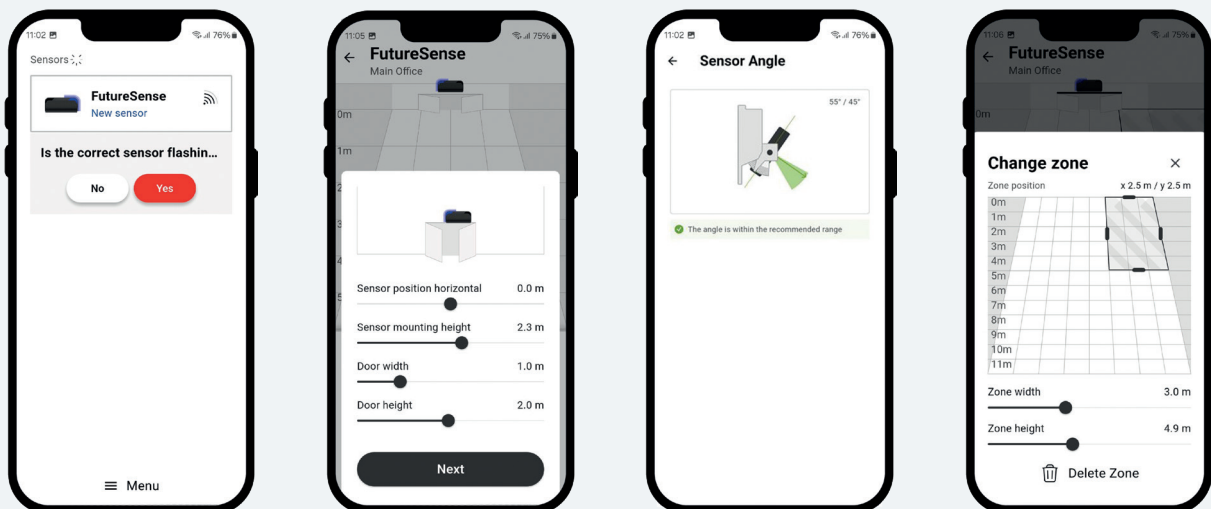 11:02
76%
Sensors
FutureSense
New sensor
Is the correct sensor flashin...
No
Yes
Menu
11:05
75%
FutureSense
Main Office
0m
1m
2
3
4
5
Sensor position horizontal 0.0 m
Sensor mounting height 2.3 m
Door width 1.0 m
Door height 2.0 m
Next
11:02
76%
Sensor Angle
55° / 45°
The angle is within the recommended range
11:06
75%
FutureSense
Main Office
0m
Change zone
Zone position x 2.5 m / y 2.5 m
0m
1m
2m
3m
4m
5m
6m
7m
8m
9m
10m
11m
Zone width 3.0 m
Zone height 4.9 m
Delete Zone